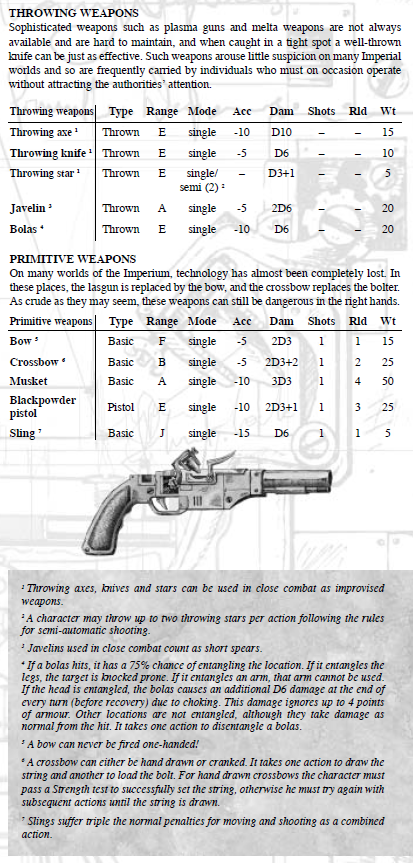 THROWING WEAPONS
Sophisticated weapons such as plasma guns and melta weapons are not always
available and are hard to maintain, and when caught in a tight spot a well-thrown
knife can be just as effective. Such weapons arouse little suspicion on many Imperial
worlds and so are frequently carried by individuals who must on occasion operate
without attracting the authorities' attention.
Throwing weapons Type Range Mode Acc Dam Shots Rld Wt
Throwing axe ¹ Thrown E single -10 D10 – – 15
Throwing knife ¹ Thrown E single -5 D6 – – 10
Throwing star ¹ Thrown E single/ – D3+1 – – 5
semi (2) ²
Javelin ³ Thrown A single -5 2D6 – – 20
Bolas ⁴ Thrown E single -10 D6 – – 20
PRIMITIVE WEAPONS
On many worlds of the Imperium, technology has almost been completely lost. In
these places, the lasgun is replaced by the bow, and the crossbow replaces the bolter.
As crude as they may seem, these weapons can still be dangerous in the right hands.
Primitive weapons Type Range Mode Acc Dam Shots Rld Wt
Bow ⁵ Basic F single -5 2D3 1 1 15
Crossbow ⁶ Basic B single -5 2D3+2 1 2 25
Musket Basic A single -10 3D3 1 4 50
Blackpowder
pistol Pistol E single -10 2D3+1 1 3 25
Sling ⁷ Basic J single -15 D6 1 1 5
¹ Throwing axes, knives and stars can be used in close combat as improvised
weapons.
² A character may throw up to two throwing stars per action following the rules
for semi-automatic shooting.
³ Javelins used in close combat count as short spears.
⁴ If a bolas hits, it has a 75% chance of entangling the location. If it entangles the
legs, the target is knocked prone. If it entangles an arm, that arm cannot be used.
If the head is entangled, the bolas causes an additional D6 damage at the end of
every turn (before recovery) due to choking. This damage ignores up to 4 points
of armour. Other locations are not entangled, although they take damage as
normal from the hit. It takes one action to disentangle a bolas.
⁵ A bow can never be fired one-handed!
⁶ A crossbow can either be hand drawn or cranked. It takes one action to draw the
string and another to load the bolt. For hand drawn crossbows the character must
pass a Strength test to successfully set the string, otherwise he must try again with
subsequent actions until the string is drawn.
⁷ Slings suffer triple the normal penalties for moving and shooting as a combined
action.